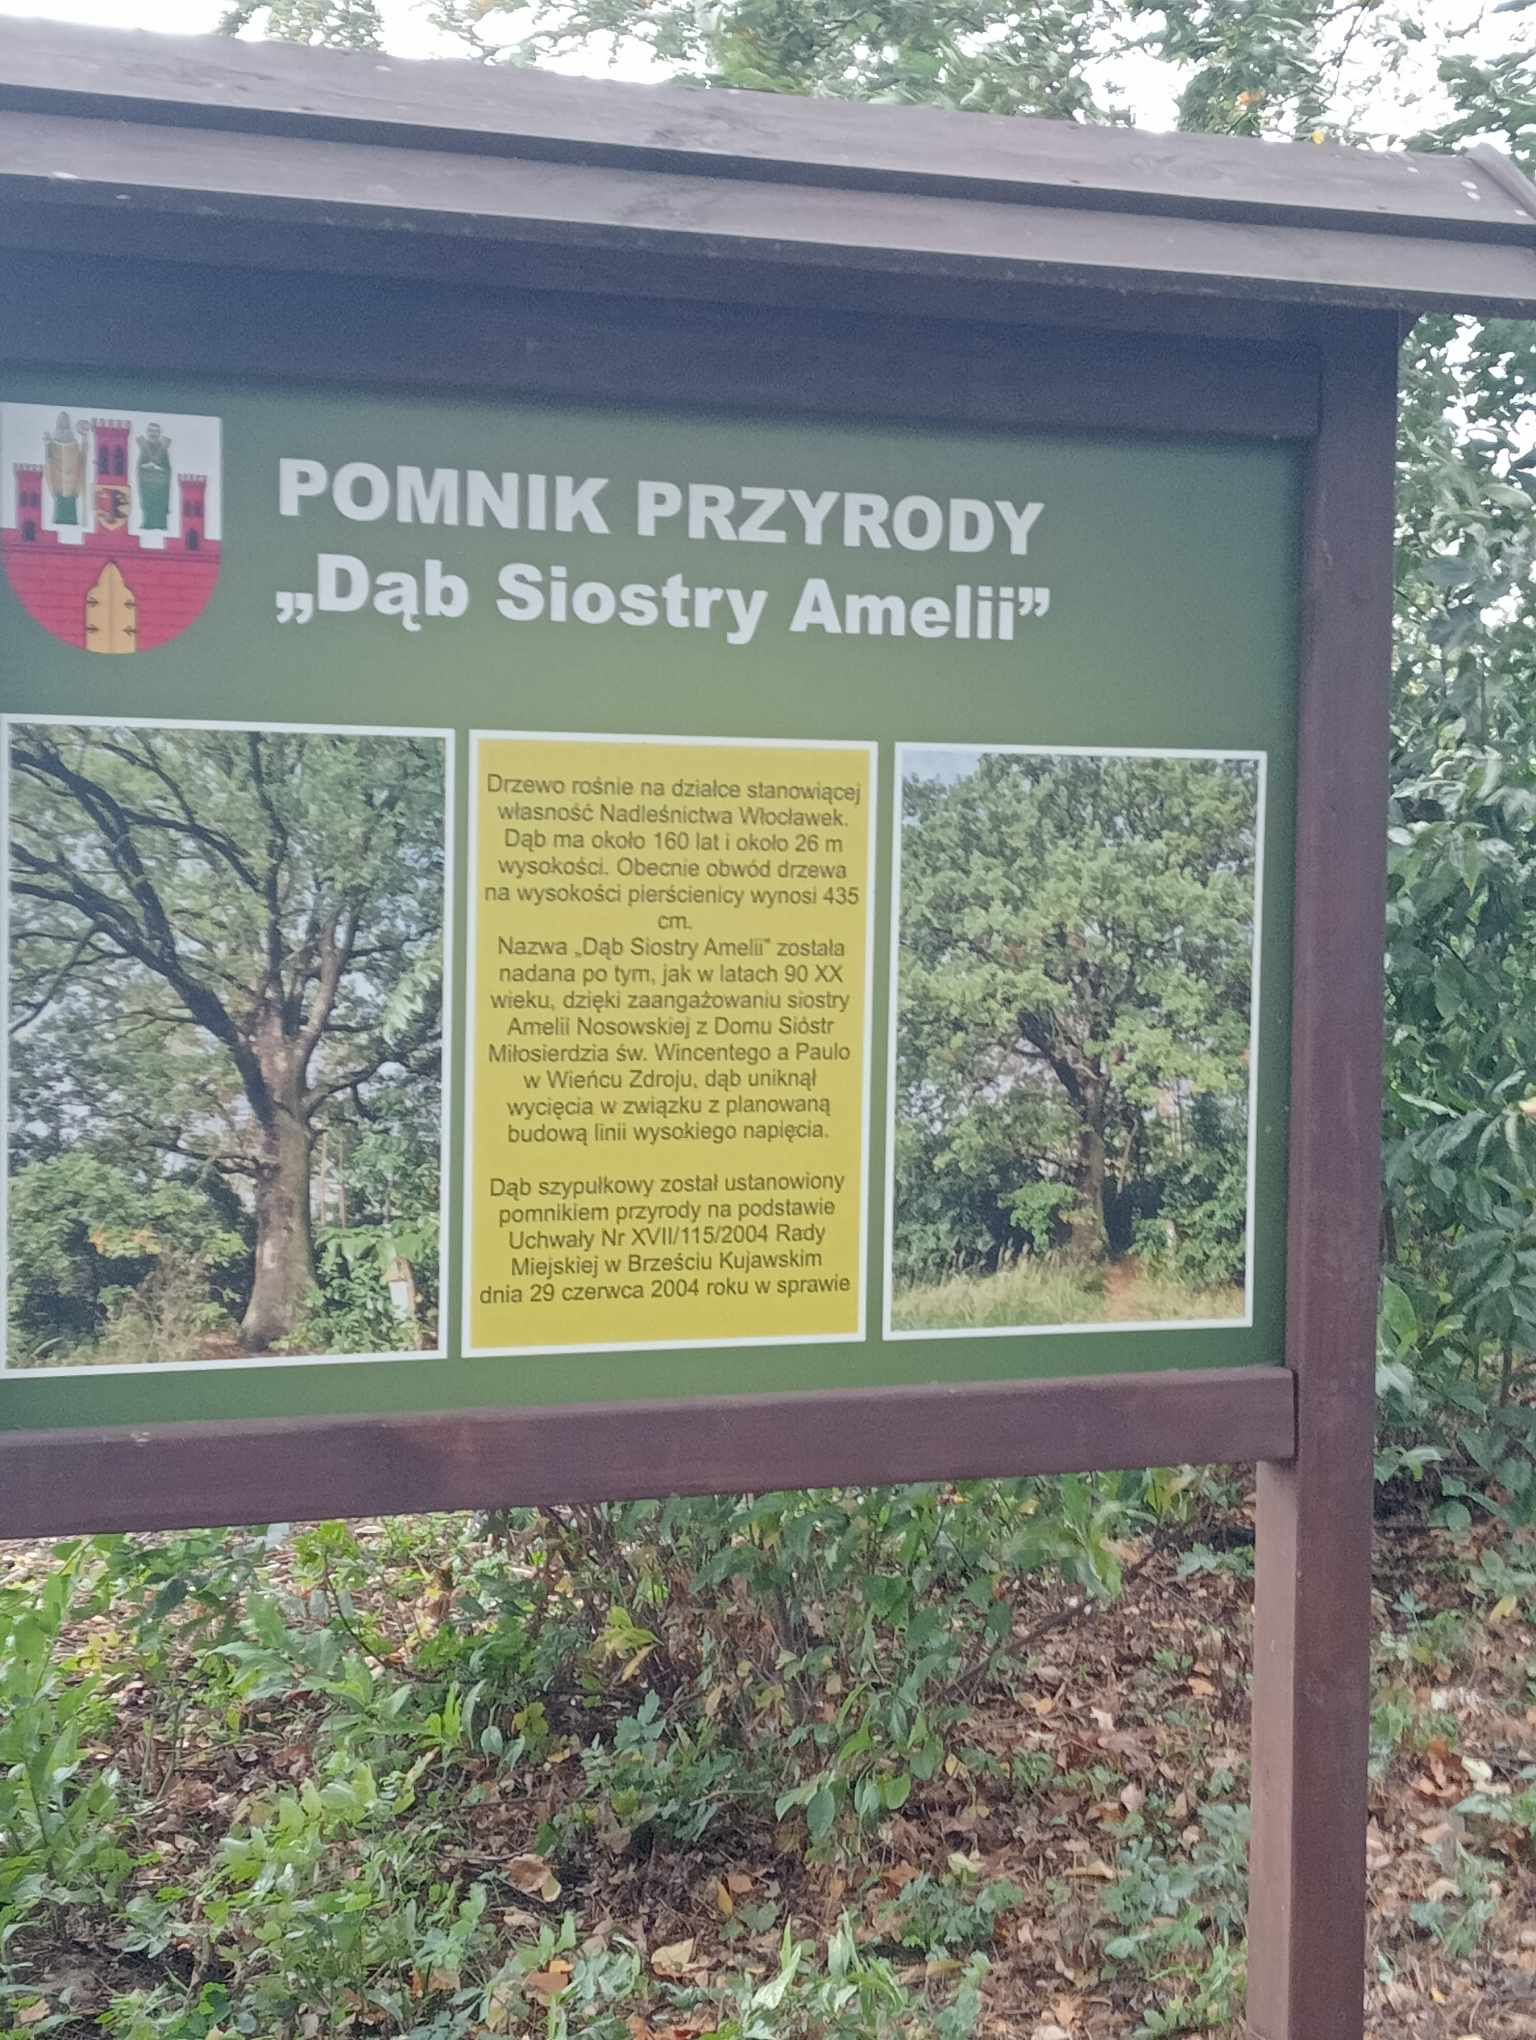 POMNIK PRZYRODY
„Dąb Siostry Amelii”
Drzewo rośnie na działce stanowiącej
własność Nadleśnictwa Włocławek.
Dąb ma około 160 lat i około 26 m
wysokości. Obecnie obwód drzewa
na wysokości pierścienicy wynosi 435
cm.
Nazwa „Dąb Siostry Amelii” została
nadana po tym, jak w latach 90 XX
wieku, dzięki zaangażowaniu siostry
Amelii Nosowskiej z Domu Sióstr
Miłosierdzia św. Wincentego a Paulo
w Wieńcu Zdroju, dąb uniknął
wycięcia w związku z planowaną
budową linii wysokiego napięcia.
Dąb szypułkowy został ustanowiony
pomnikiem przyrody na podstawie
Uchwały Nr XVII/115/2004 Rady
Miejskiej w Brześciu Kujawskim
dnia 29 czerwca 2004 roku w sprawie